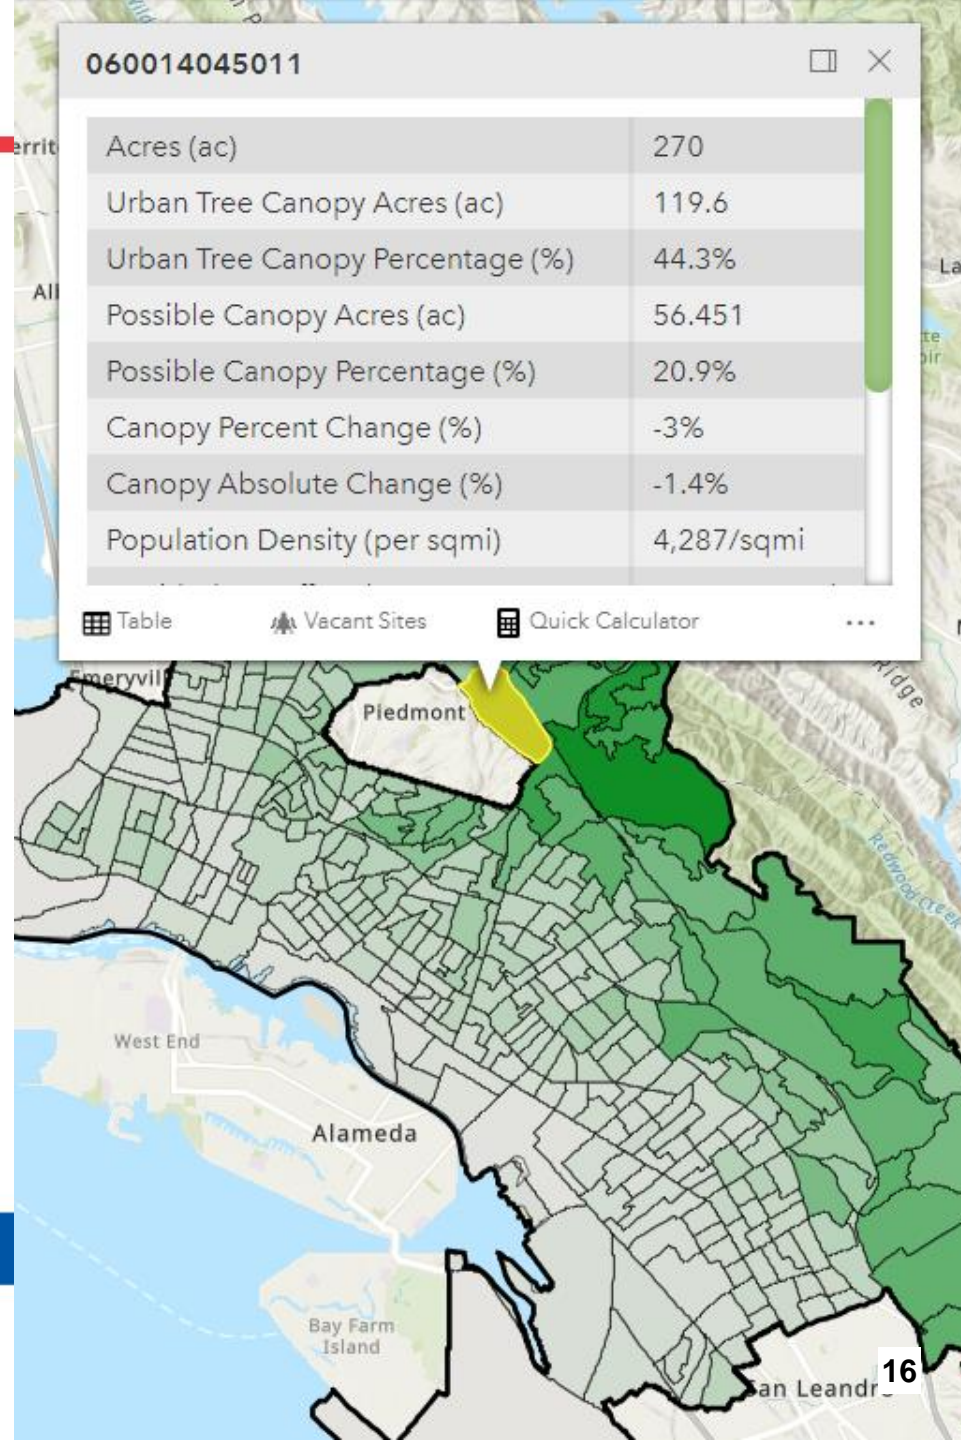 060014045011
Acres (ac) 270
Urban Tree Canopy Acres (ac) 119.6
Urban Tree Canopy Percentage (%) 44.3%
Possible Canopy Acres (ac) 56.451
Possible Canopy Percentage (%) 20.9%
Canopy Percent Change (%) -3%
Canopy Absolute Change (%) -1.4%
Population Density (per sqmi) 4,287/sqmi
Table Vacant Sites Quick Calculator ...
Piedmont
Ridge
Redwood Creek
West End
Alameda
Bay Farm
Island
16